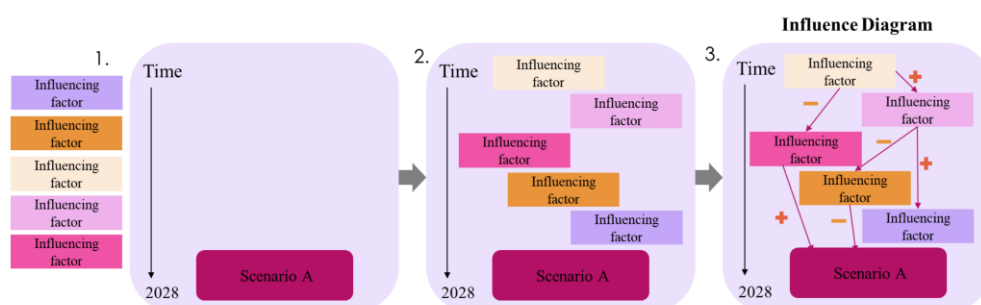 Influence Diagram
1.
Influencing
factor
Influencing
factor
Influencing
factor
Influencing
factor
Influencing
factor
Time
2028
Scenario A
2.
Time
Influencing
factor
Influencing
factor
Influencing
factor
Influencing
factor
Influencing
factor
2028
Scenario A
3.
Time
Influencing
factor
+
−
Influencing
factor
−
Influencing
factor
+
Influencing
factor
+
−
Influencing
factor
2028
Scenario A